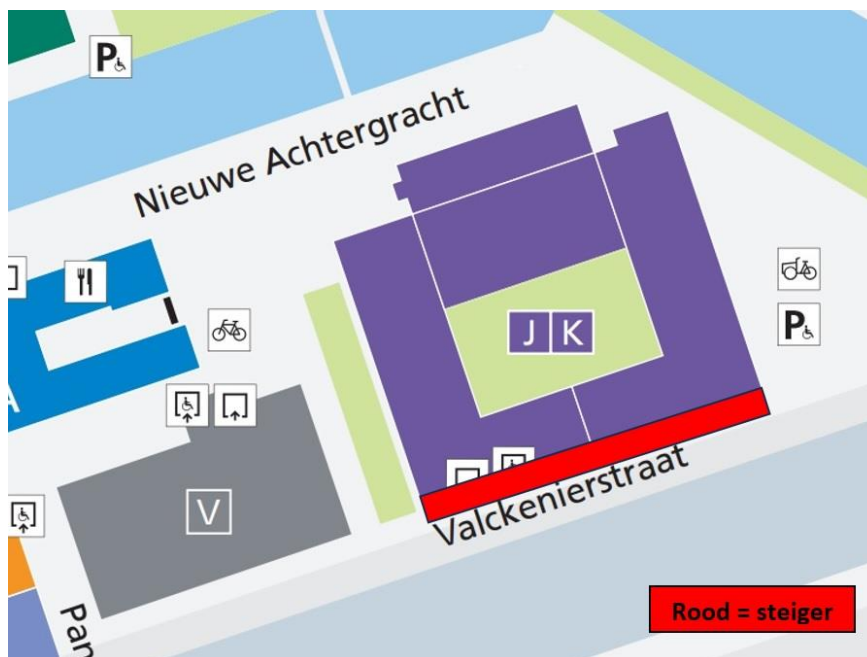 P
Nieuwe Achtergracht
J K
P
A
V
Valckenierstraat
Pan
Rood = steiger